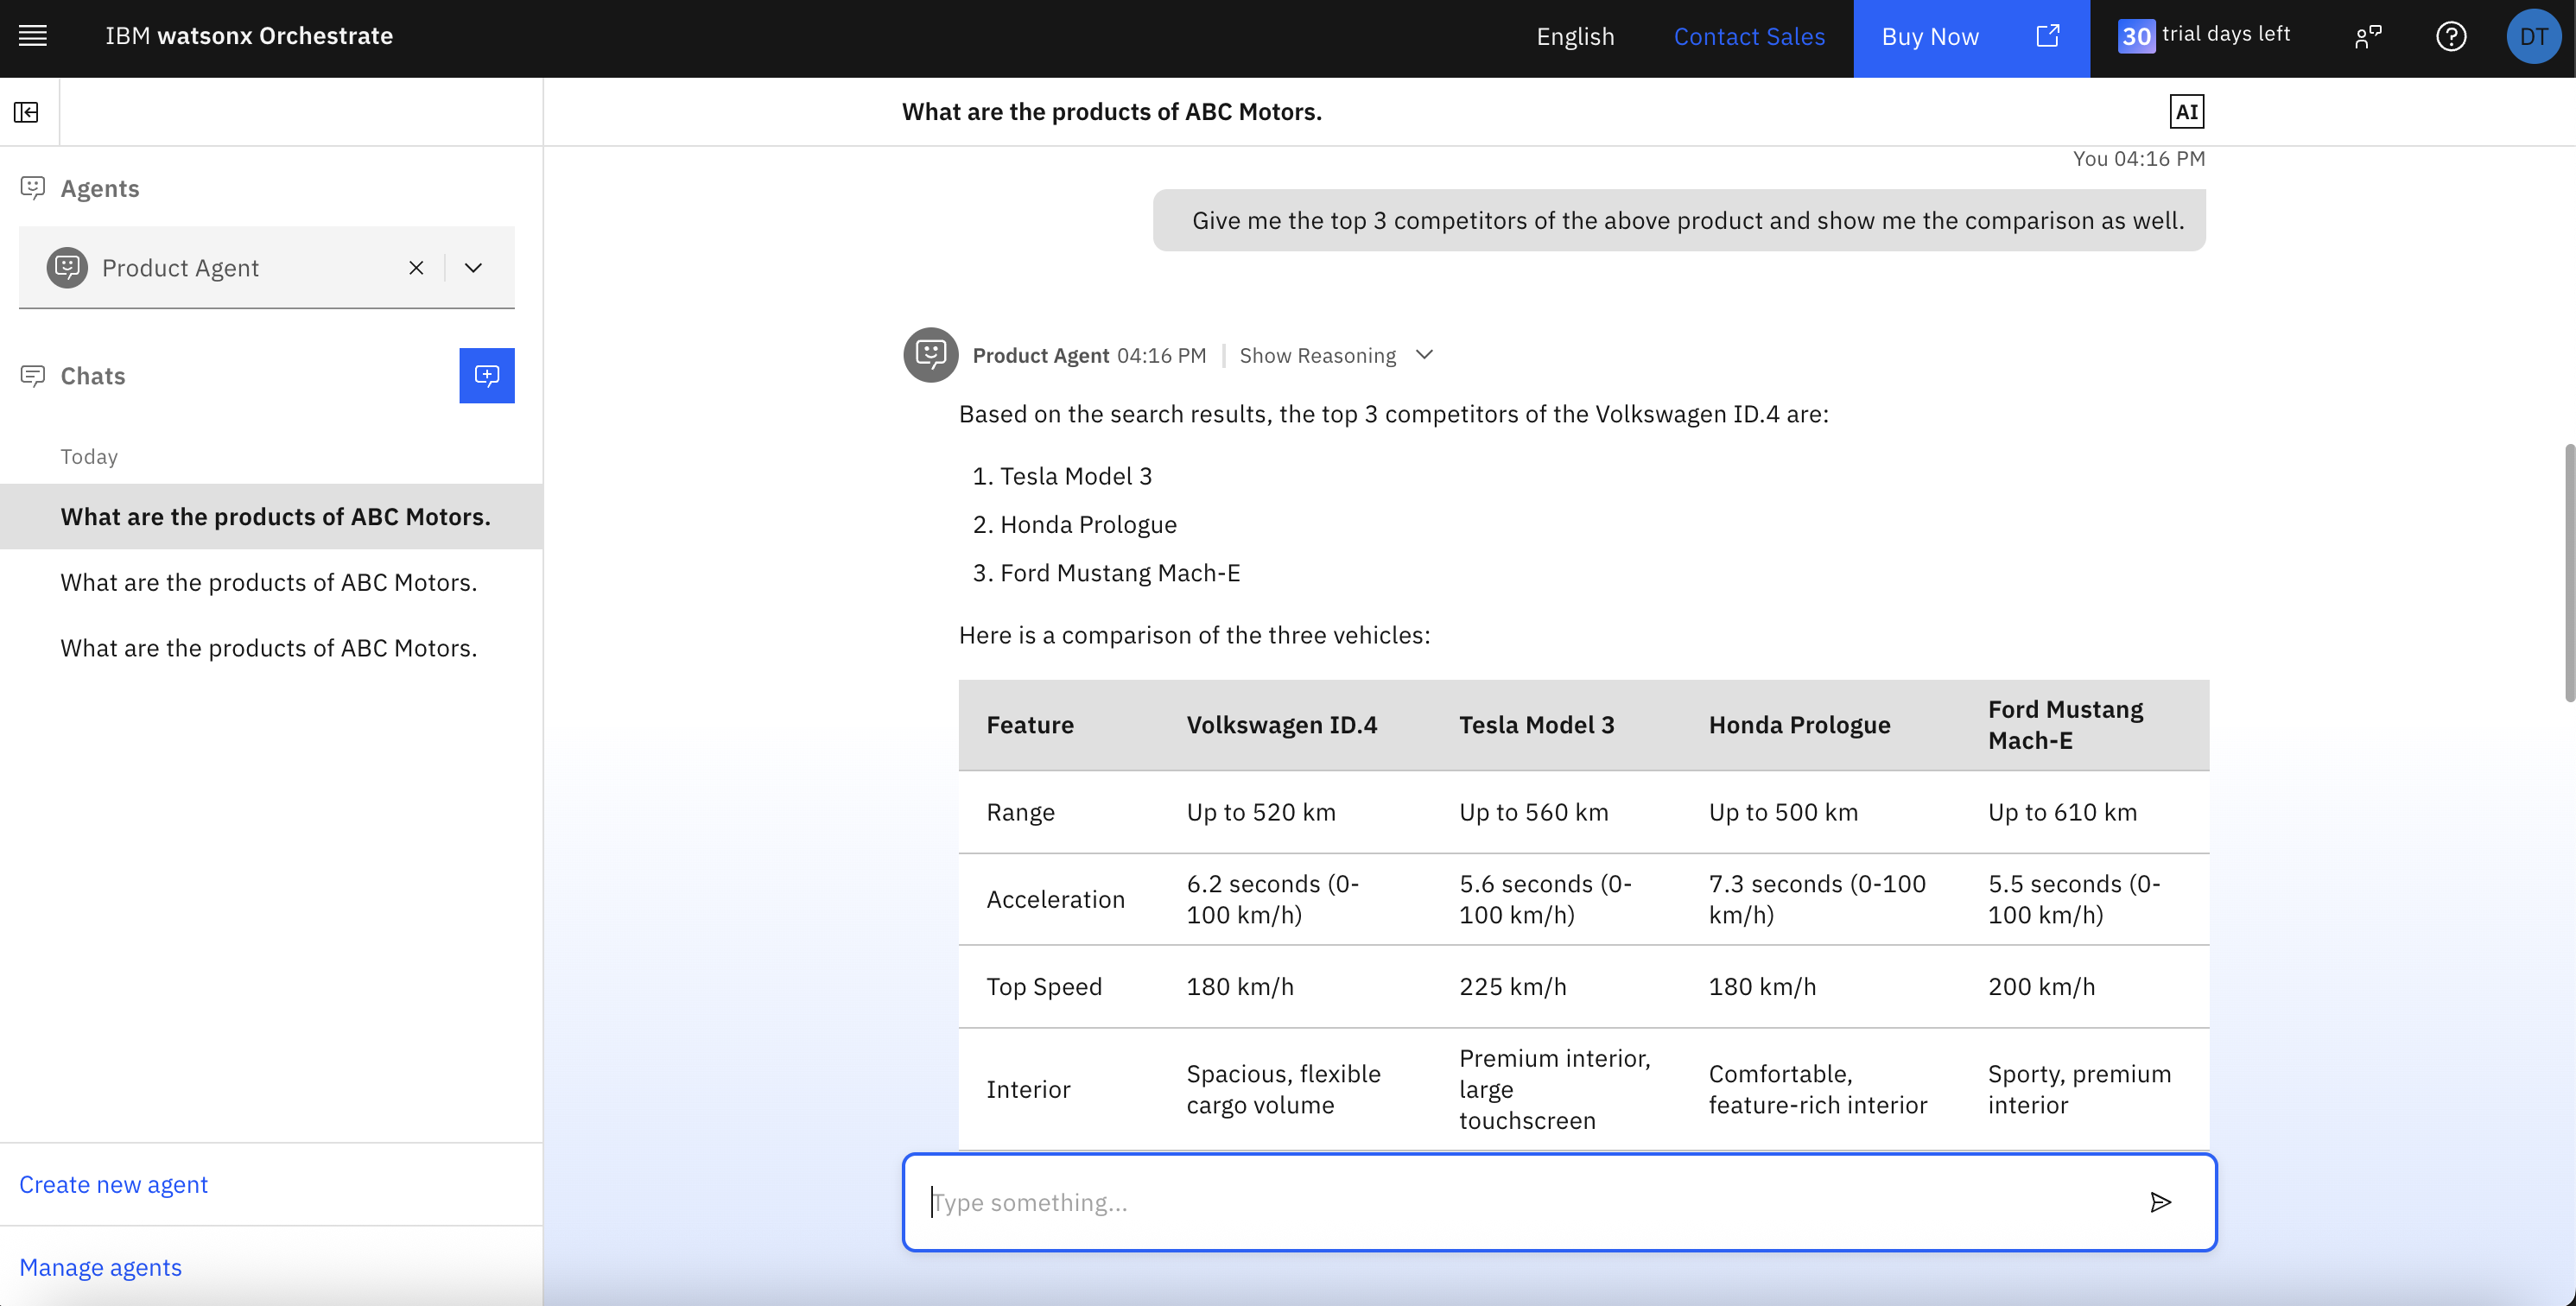 IBM watsonx Orchestrate
English
Contact Sales
Buy Now
30 trial days left
DT
What are the products of ABC Motors.
AI
Agents
Product Agent
Chats
Today
What are the products of ABC Motors.
What are the products of ABC Motors.
What are the products of ABC Motors.
Create new agent
Manage agents
You 04:16 PM
Give me the top 3 competitors of the above product and show me the comparison as well.
Product Agent 04:16 PM | Show Reasoning
Based on the search results, the top 3 competitors of the Volkswagen ID.4 are:
1. Tesla Model 3
2. Honda Prologue
3. Ford Mustang Mach-E
Here is a comparison of the three vehicles:
Feature
Volkswagen ID.4
Tesla Model 3
Honda Prologue
Ford Mustang
Mach-E
Range
Up to 520 km
Up to 560 km
Up to 500 km
Up to 610 km
Acceleration
6.2 seconds (0-
100 km/h)
5.6 seconds (0-
100 km/h)
7.3 seconds (0-100
km/h)
5.5 seconds (0-
100 km/h)
Top Speed
180 km/h
225 km/h
180 km/h
200 km/h
Interior
Spacious, flexible
cargo volume
Premium interior,
large
touchscreen
Comfortable,
feature-rich interior
Sporty, premium
interior
Type something...